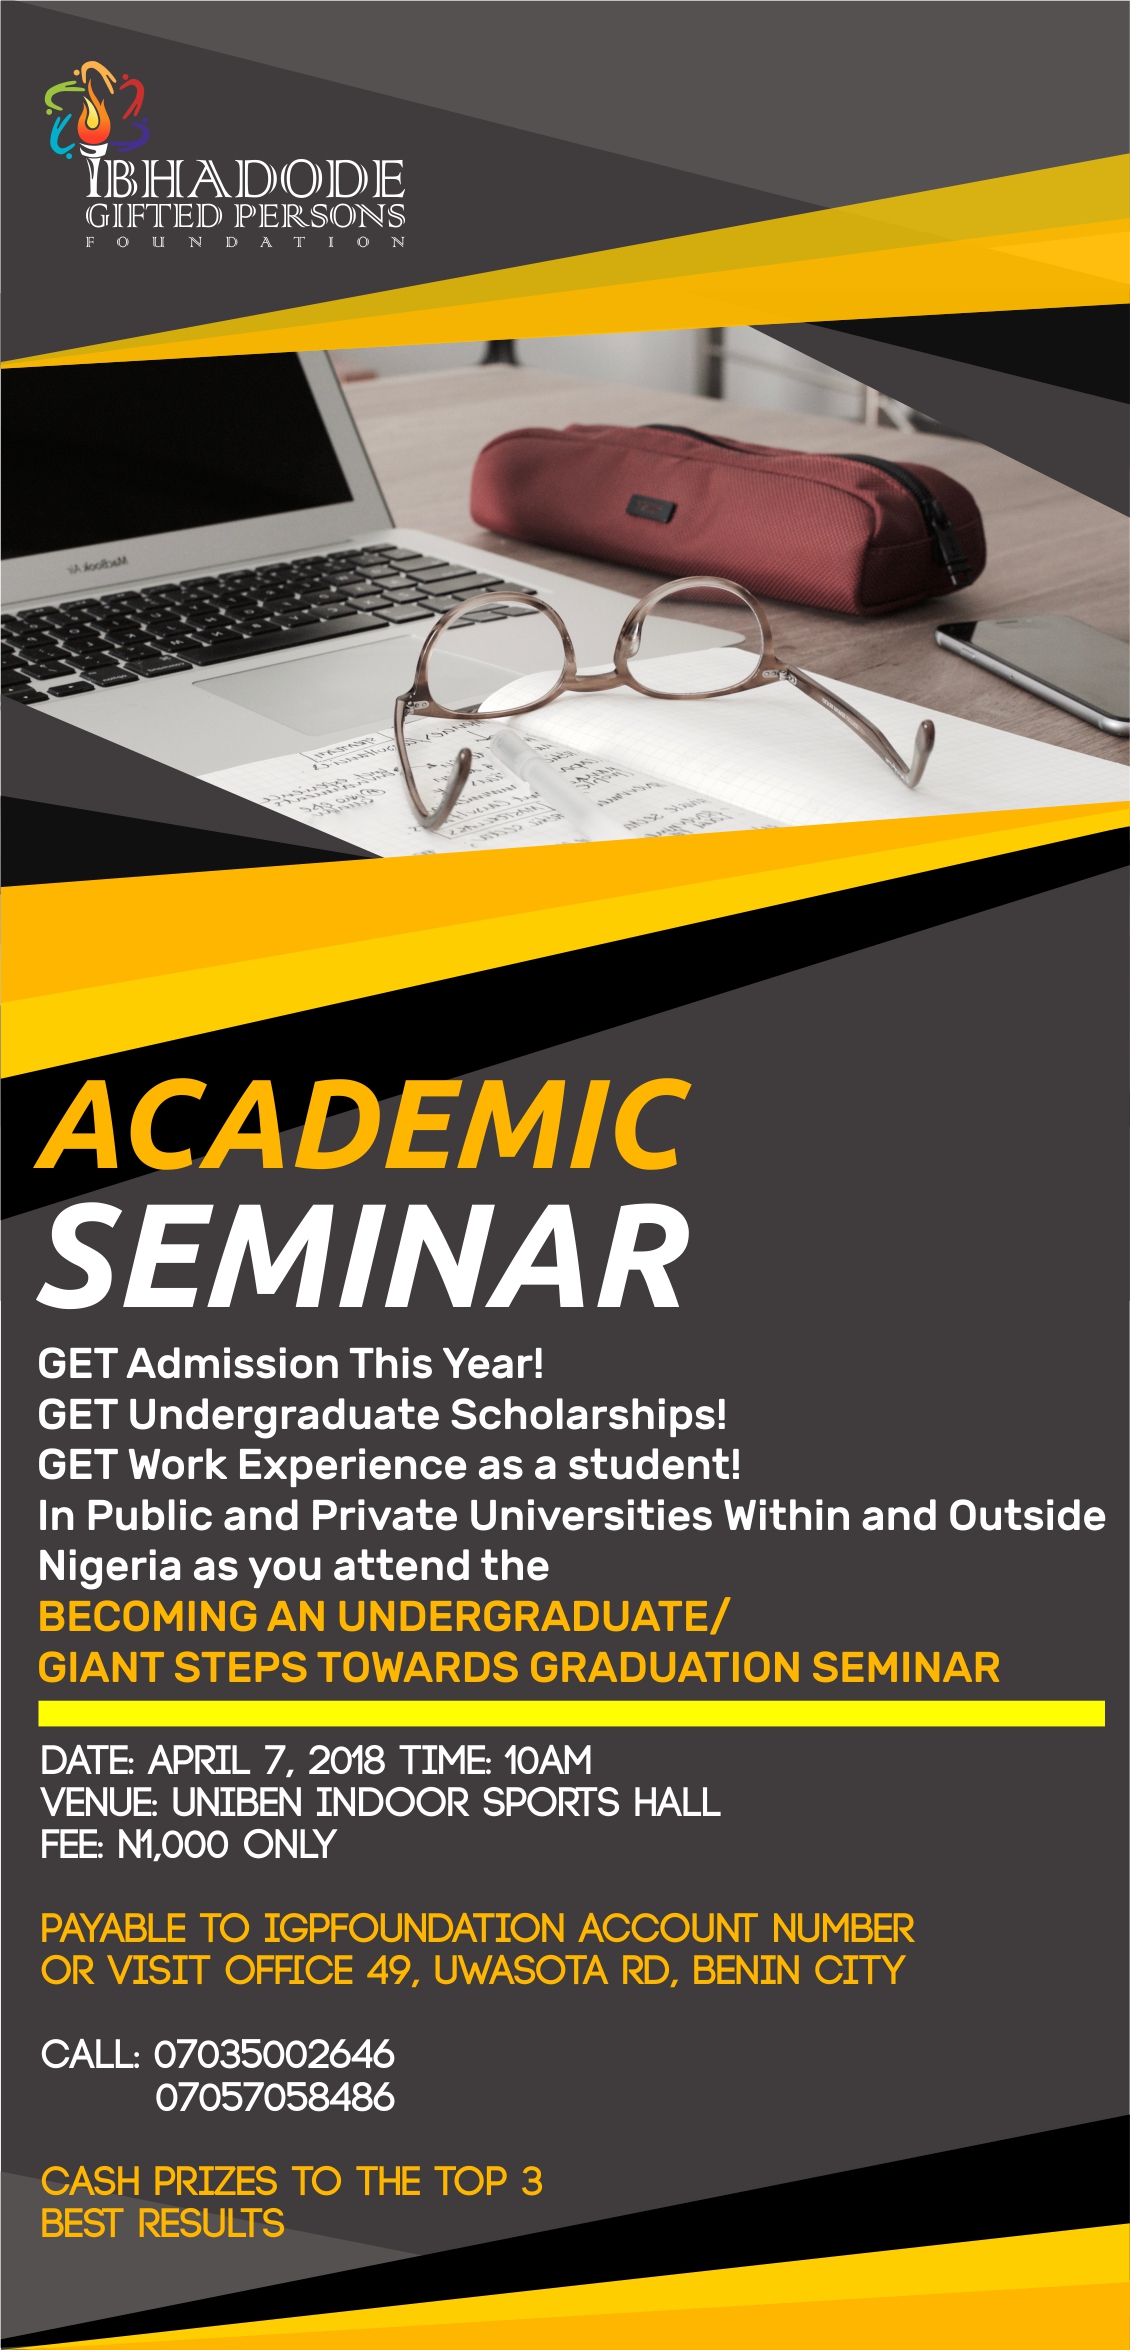 IBHADODE
GIFTED PERSONS
FOUNDATION
MacBook Air
ACADEMIC
SEMINAR
GET Admission This Year!
GET Undergraduate Scholarships!
GET Work Experience as a student!
In Public and Private Universities Within and Outside
Nigeria as you attend the
BECOMING AN UNDERGRADUATE/
GIANT STEPS TOWARDS GRADUATION SEMINAR
DATE: APRIL 7, 2018 TIME: 10AM
VENUE: UNIBEN INDOOR SPORTS HALL
FEE: N1,000 ONLY
PAYABLE TO IGPFOUNDATION ACCOUNT NUMBER
OR VISIT OFFICE 49, UWASOTA RD, BENIN CITY
CALL: 07035002646
07057058486
CASH PRIZES TO THE TOP 3
BEST RESULTS